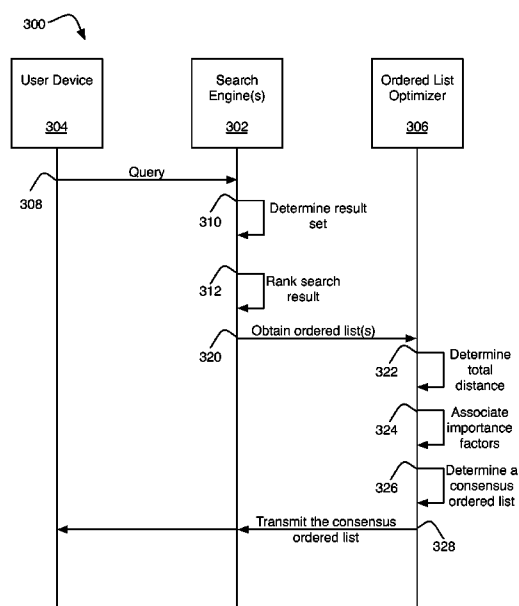 300
User Device
304
Search
Engine(s)
302
Ordered List
Optimizer
306
Query
308
310
Determine result
set
312
Rank search
result
320
Obtain ordered list(s)
322
Determine
total
distance
324
Associate
importance
factors
326
Determine a
consensus
ordered list
Transmit the consensus
ordered list
328